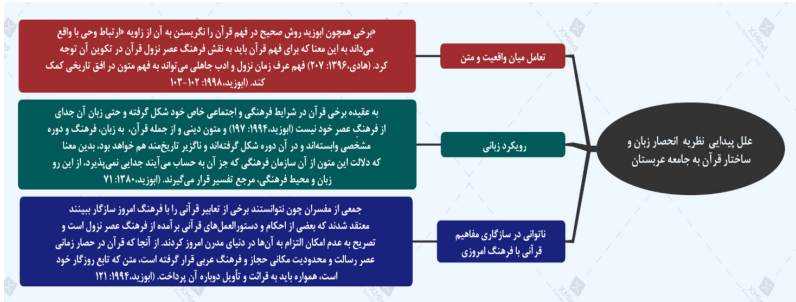 علل پیدایی نظریه انحصار زبان و
ساختار قرآن به جامعه عربستان
تعامل میان واقعیت و متن
«برخی همچون ابوزید روش صحیح در فهم قرآن را نگریستن به آن از زاویه «ارتباط وحی با واقع
می‌داند به این معنا که برای فهم قرآن باید به نقش فرهنگ عصر نزول قرآن در تکوین آن توجه
کرد. (هادی،۱۳۹۶: ۲۰۷) فهم عرف زمان نزول و ادب جاهلی می‌تواند به فهم متون در افق تاریخی کمک
کند. (ابوزید،۱۹۹۸: ۱۰۲-۱۰۳
رویکرد زبانی
به عقیده برخی قرآن در شرایط فرهنگی و اجتماعی خاص خود شکل گرفته و حتی زبان آن جدای
از فرهنگِ عصر خود نیست (ابوزید،۱۹۹۴: ۱۹۷) و متون دینی و از جمله قرآن، به زبان، فرهنگ و دوره
مشخّصی وابسته‌اند و در آن دوره شکل گرفته‌اند و ناگزیر تاریخ‌مند هم خواهد بود، بدین معنا
که دلالت این متون از آن سازمان فرهنگی که جز آن به حساب می‌آیند جدایی نمی‌پذیرد، از این رو
زبان و محیط فرهنگی، مرجع تفسیر قرار می‌گیرند. (ابوزید،۱۳۸۰: ۷۱
ناتوانی در سازگاری مفاهیم
قرآنی با فرهنگ امروزی
جمعی از مفسران چون نتوانستند برخی از تعابیر قرآنی را با فرهنگ امروز سازگار ببینند
معتقد شدند که بعضی از احکام و دستورالعمل‌های قرآنی برآمده از فرهنگ عصر نزول است و
تصریح به عدم امکان التزام به آن‌ها در دنیای مدرن امروز کردند. از آنجا که قرآن در حصار زمانی
عصر رسالت و محدودیت مکانی حجاز و فرهنگ عربی قرار گرفته است، متن که تابع روزگار خود
است، همواره باید به قرائت و تأویل دوباره آن پرداخت. (ابوزید،۱۹۹۴: ۱۲۱